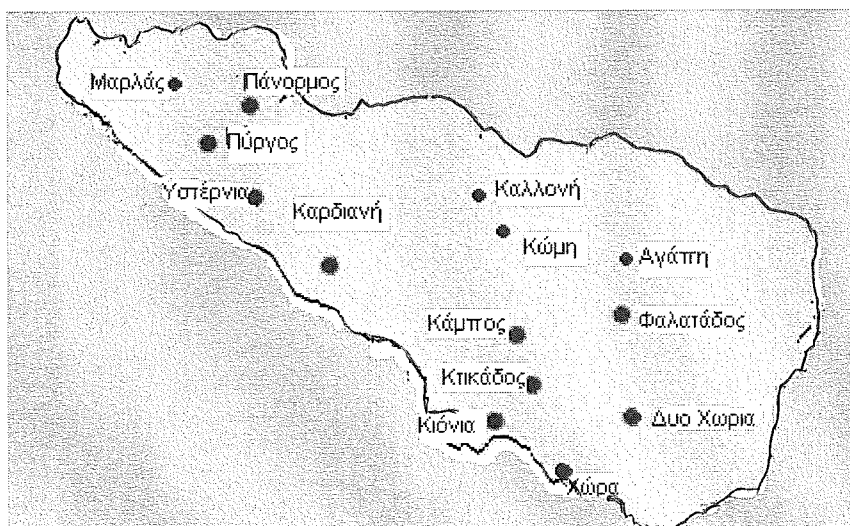 Μαρλάς
Πάνορμος
Πύργος
Υστέρνια
Καρδιανή
Καλλονή
Κώμη
Αγάπη
Κάμπος
Φαλατάδος
Κτικάδος
Κιόνια
Δυο Χωρια
Χώρα